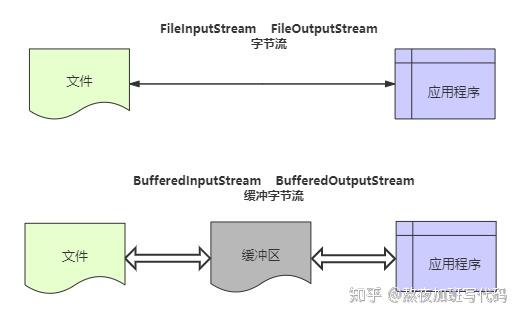 FileInputStream FileOutputStream
字节流
文件
应用程序
BufferedInputStream BufferedOutputStream
缓冲字节流
文件
缓冲区
应用程序
知乎 @熬夜加班写代码